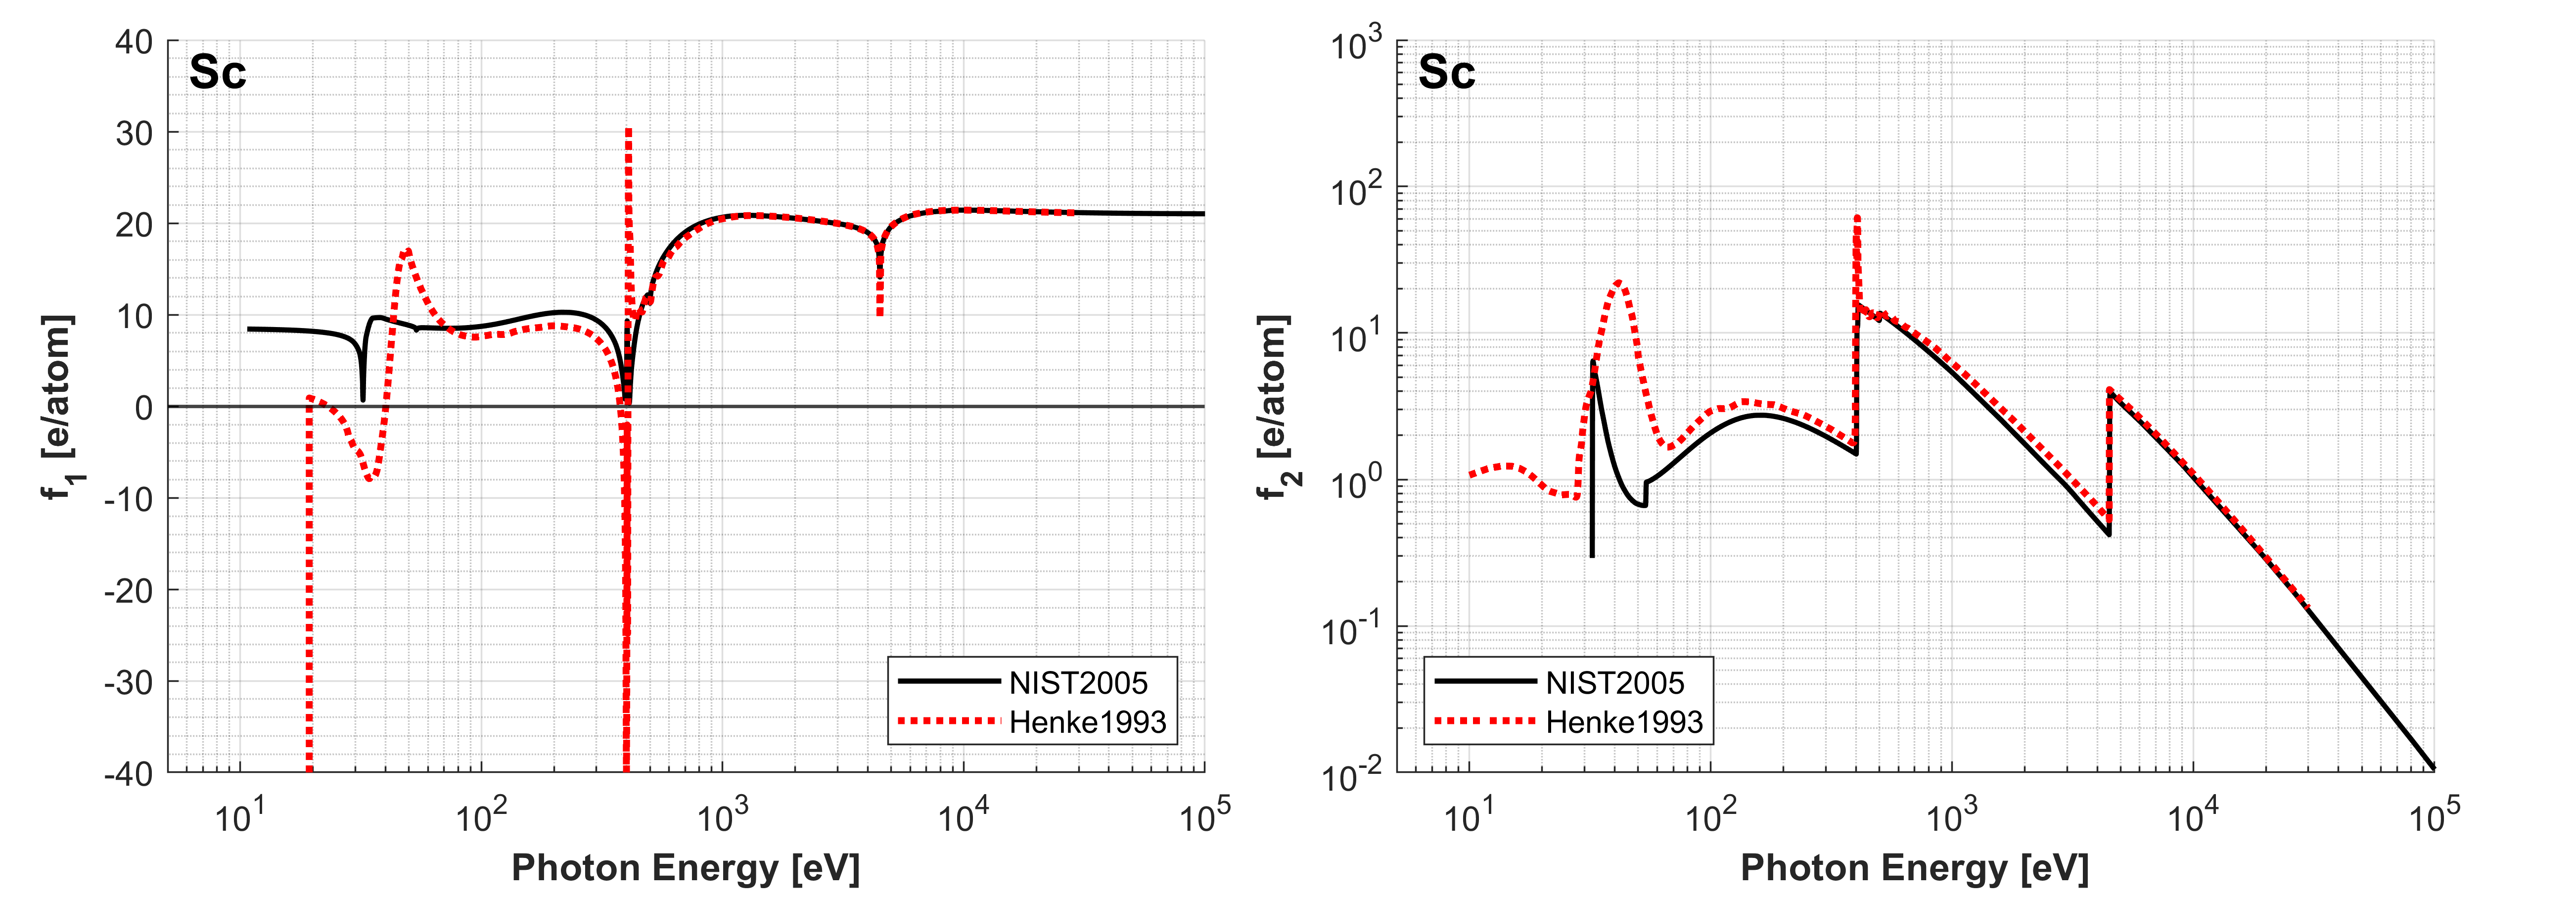 Sc
40
30
20
10
0
-10
-20
-30
-40
f1 [e/atom]
10^1 10^2 10^3 10^4 10^5
Photon Energy [eV]
NIST2005
Henke1993
Sc
10^3
10^2
10^1
10^0
10^-1
10^-2
f2 [e/atom]
10^1 10^2 10^3 10^4 10^5
Photon Energy [eV]
NIST2005
Henke1993